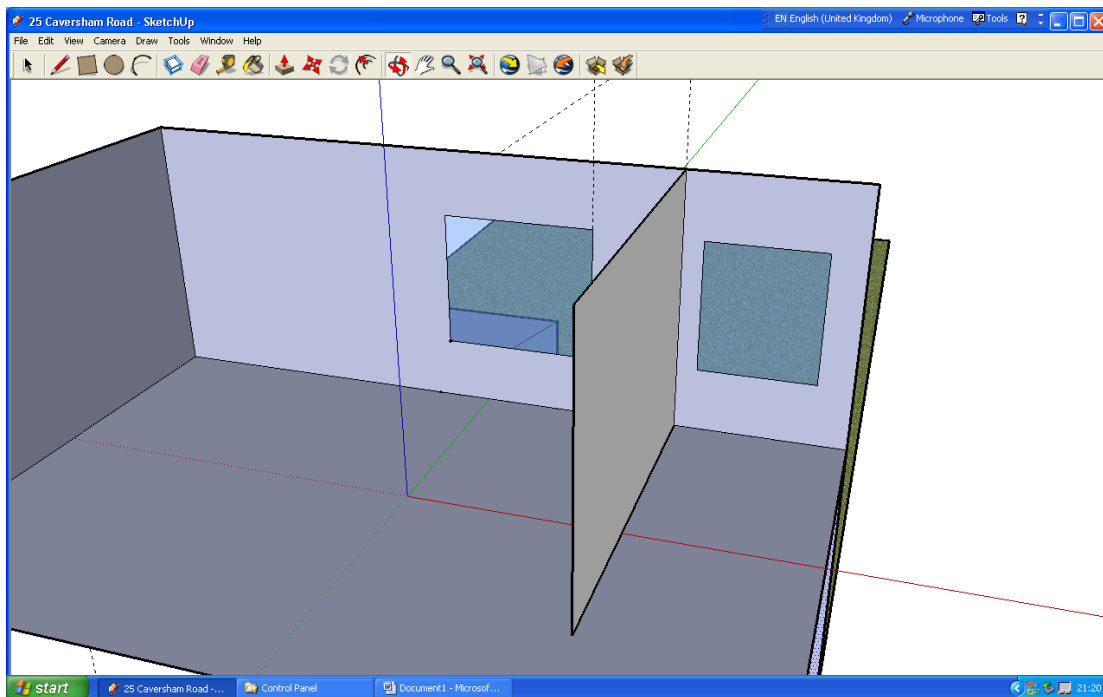 25 Caversham Road - SketchUp
EN English (United Kingdom) Microphone Tools
File Edit View Camera Draw Tools Window Help
start 25 Caversham Road -... Control Panel Document1 - Microsof... 21:20